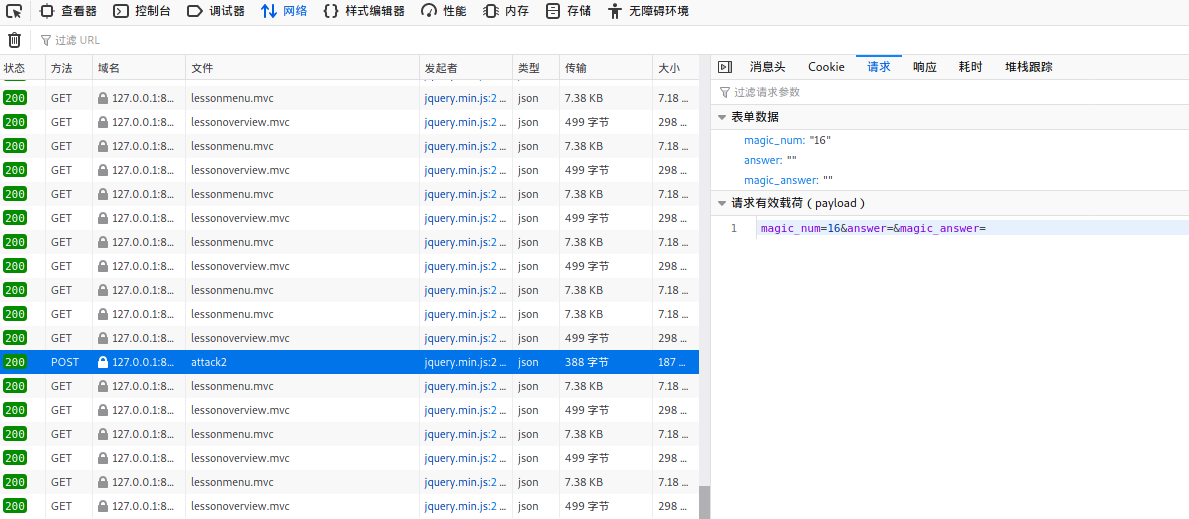 查看器 控制台 调试器 网络 {} 样式编辑器 性能 内存 存储 无障碍环境
过滤 URL
状态 方法 域名 文件 发起者 类型 传输 大小
200 GET 127.0.0.1:8... lessonmenu.mvc jquery.min.js:2 ... json 7.38 KB 7.18 ...
200 GET 127.0.0.1:8... lessonoverview.mvc jquery.min.js:2 ... json 499 字节 298 ...
200 GET 127.0.0.1:8... lessonmenu.mvc jquery.min.js:2 ... json 7.38 KB 7.18 ...
200 GET 127.0.0.1:8... lessonoverview.mvc jquery.min.js:2 ... json 499 字节 298 ...
200 GET 127.0.0.1:8... lessonmenu.mvc jquery.min.js:2 ... json 7.38 KB 7.18 ...
200 GET 127.0.0.1:8... lessonoverview.mvc jquery.min.js:2 ... json 499 字节 298 ...
200 GET 127.0.0.1:8... lessonmenu.mvc jquery.min.js:2 ... json 7.38 KB 7.18 ...
200 GET 127.0.0.1:8... lessonoverview.mvc jquery.min.js:2 ... json 499 字节 298 ...
200 GET 127.0.0.1:8... lessonmenu.mvc jquery.min.js:2 ... json 7.38 KB 7.18 ...
200 GET 127.0.0.1:8... lessonmenu.mvc jquery.min.js:2 ... json 7.38 KB 7.18 ...
200 GET 127.0.0.1:8... lessonoverview.mvc jquery.min.js:2 ... json 499 字节 298 ...
200 POST 127.0.0.1:8... attack2 jquery.min.js:2 ... json 388 字节 187 ...
200 GET 127.0.0.1:8... lessonmenu.mvc jquery.min.js:2 ... json 7.38 KB 7.18 ...
200 GET 127.0.0.1:8... lessonoverview.mvc jquery.min.js:2 ... json 499 字节 298 ...
200 GET 127.0.0.1:8... lessonmenu.mvc jquery.min.js:2 ... json 7.38 KB 7.18 ...
200 GET 127.0.0.1:8... lessonoverview.mvc jquery.min.js:2 ... json 499 字节 298 ...
200 GET 127.0.0.1:8... lessonmenu.mvc jquery.min.js:2 ... json 7.38 KB 7.18 ...
200 GET 127.0.0.1:8... lessonoverview.mvc jquery.min.js:2 ... json 499 字节 298 ...
消息头 Cookie 请求 响应 耗时 堆栈跟踪
过滤请求参数
表单数据
magic_num: "16"
answer: ""
magic_answer: ""
请求有效载荷（payload）
1 magic_num=16&answer=&magic_answer=